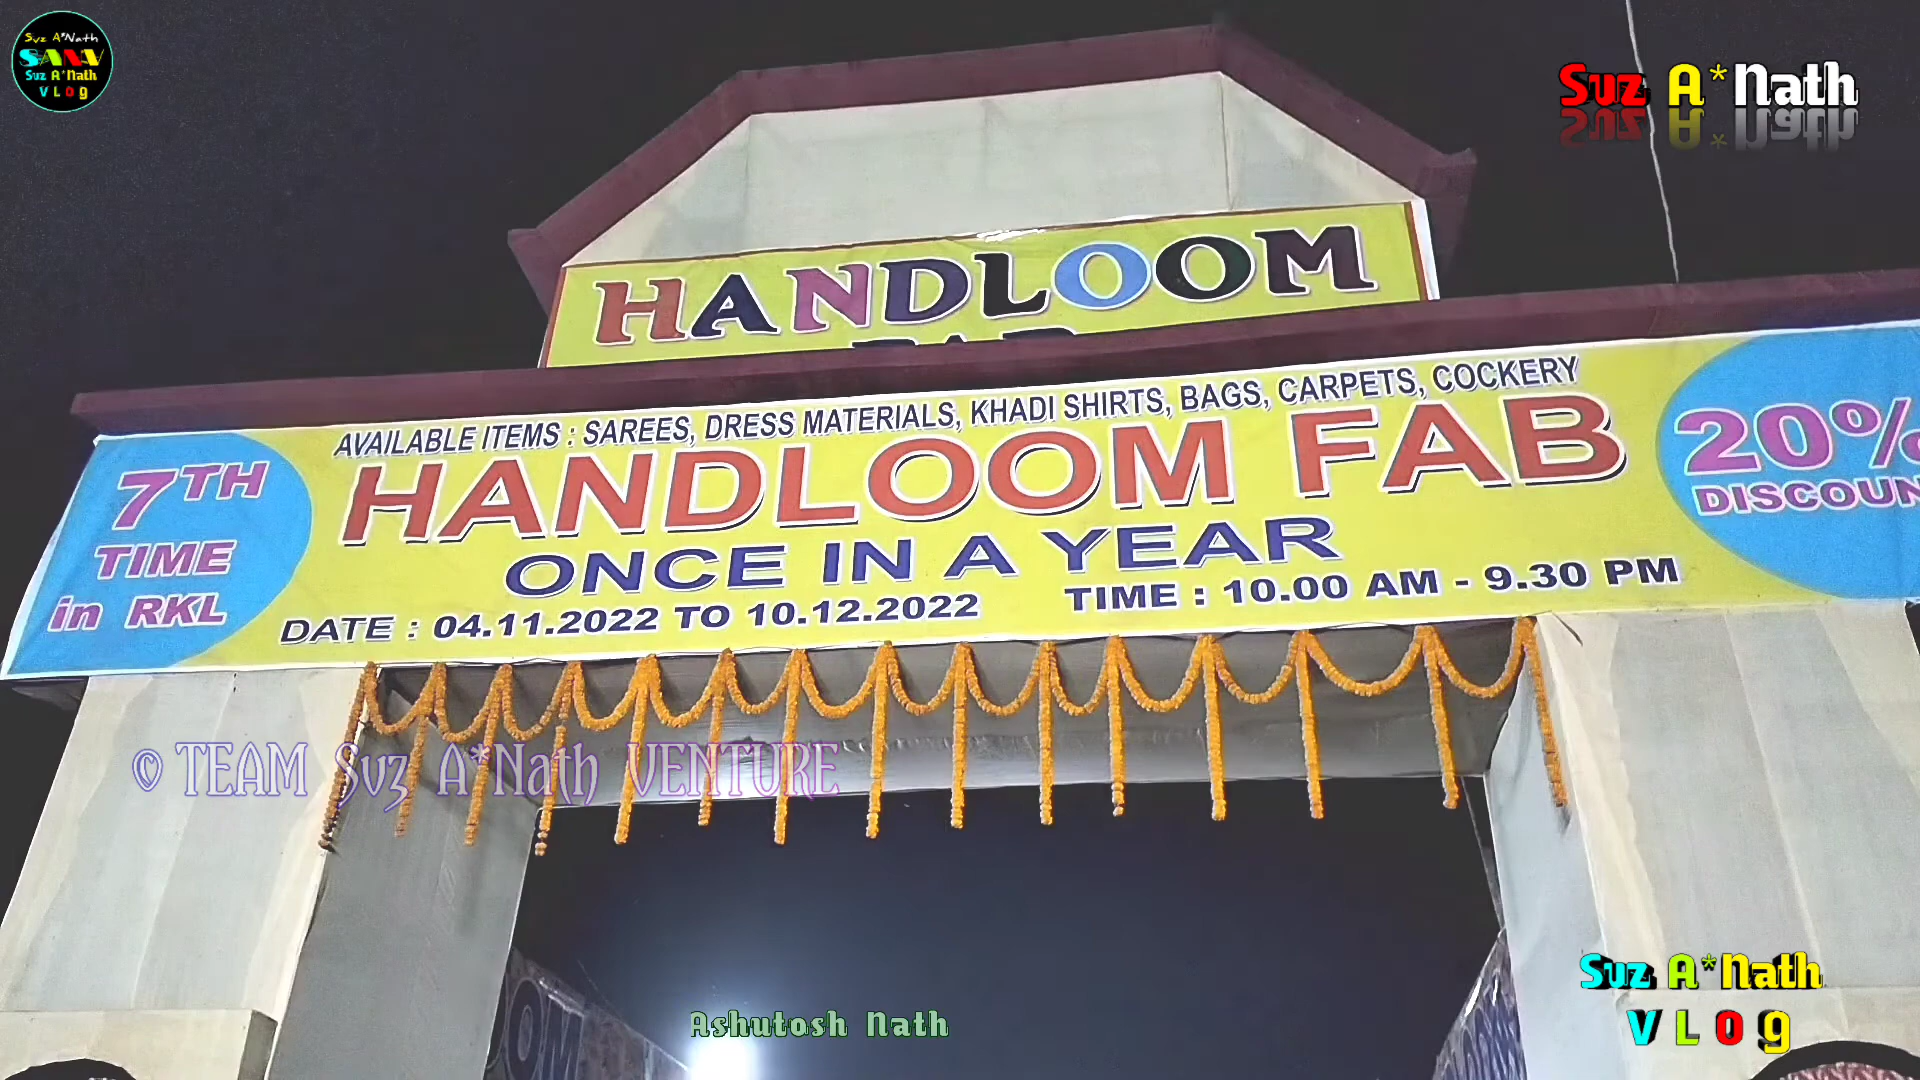 Suz A*Nath
SANV
Suz A*Nath
Vlog
Suz A*Nath
HANDLOOM
AVAILABLE ITEMS : SAREES, DRESS MATERIALS, KHADI SHIRTS, BAGS, CARPETS, COCKERY
HANDLOOM FAB
ONCE IN A YEAR
DATE : 04.11.2022 TO 10.12.2022 TIME : 10.00 AM - 9.30 PM
7TH
TIME
in RKL
20%
DISCOUN
© TEAM Suz A*Nath VENTURE
Ashutosh Nath
Suz A*Nath
VLOg